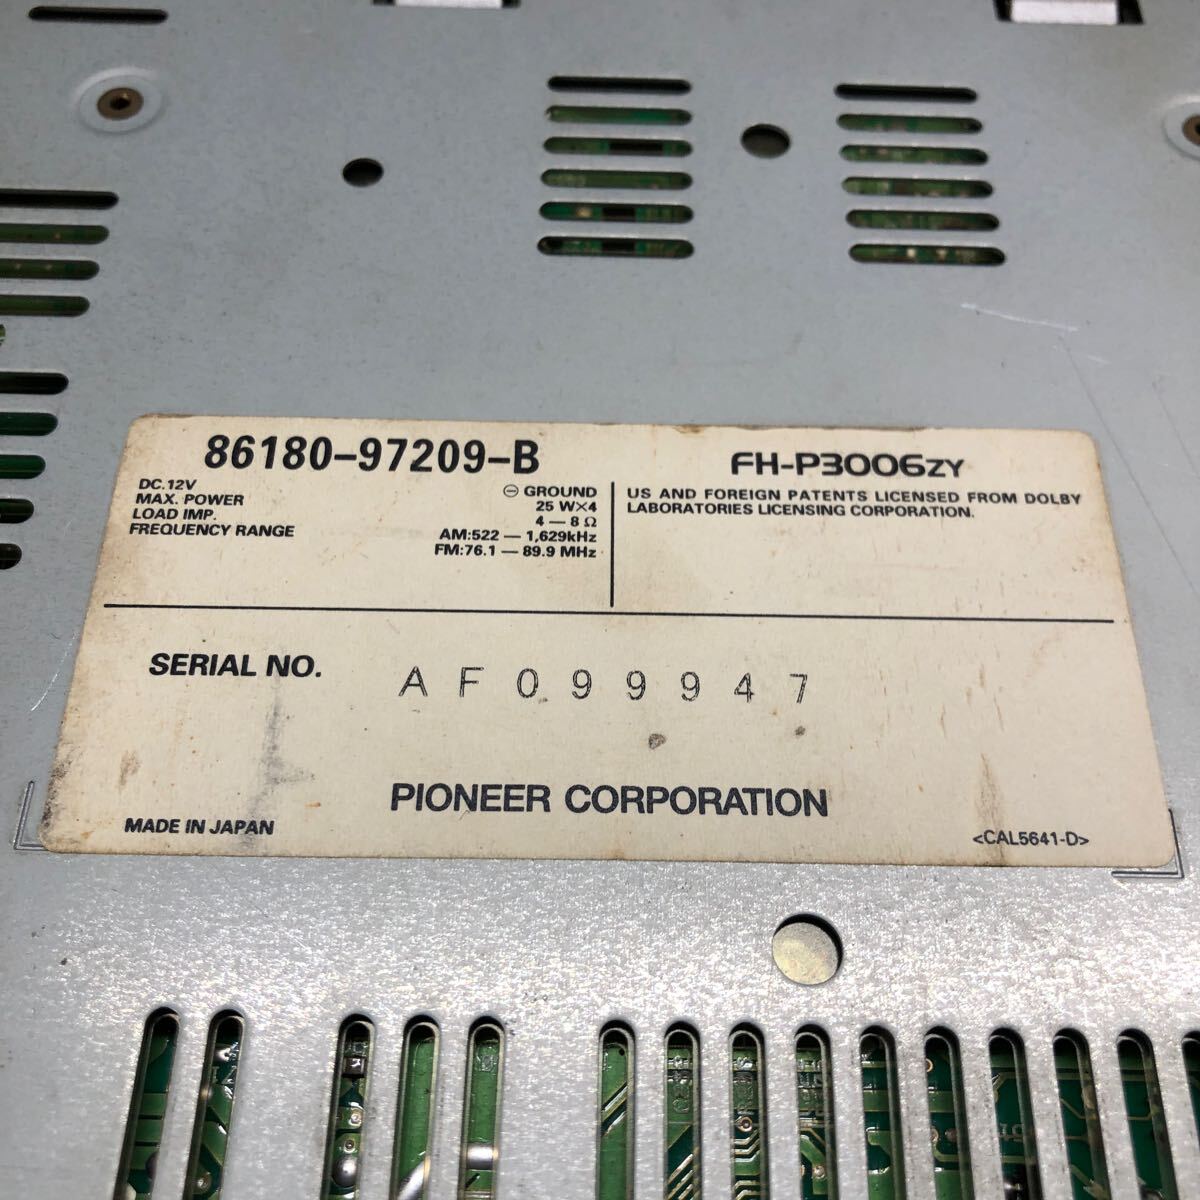 86180-97209-B
FH-P3006ZY
DC.12V ⊖ GROUND
MAX. POWER 25 W×4
LOAD IMP. 4 — 8 Ω
FREQUENCY RANGE AM:522 — 1,629kHz
FM:76.1 — 89.9 MHz
US AND FOREIGN PATENTS LICENSED FROM DOLBY
LABORATORIES LICENSING CORPORATION.
SERIAL NO. AF099947
PIONEER CORPORATION
MADE IN JAPAN
<CAL5641-D>